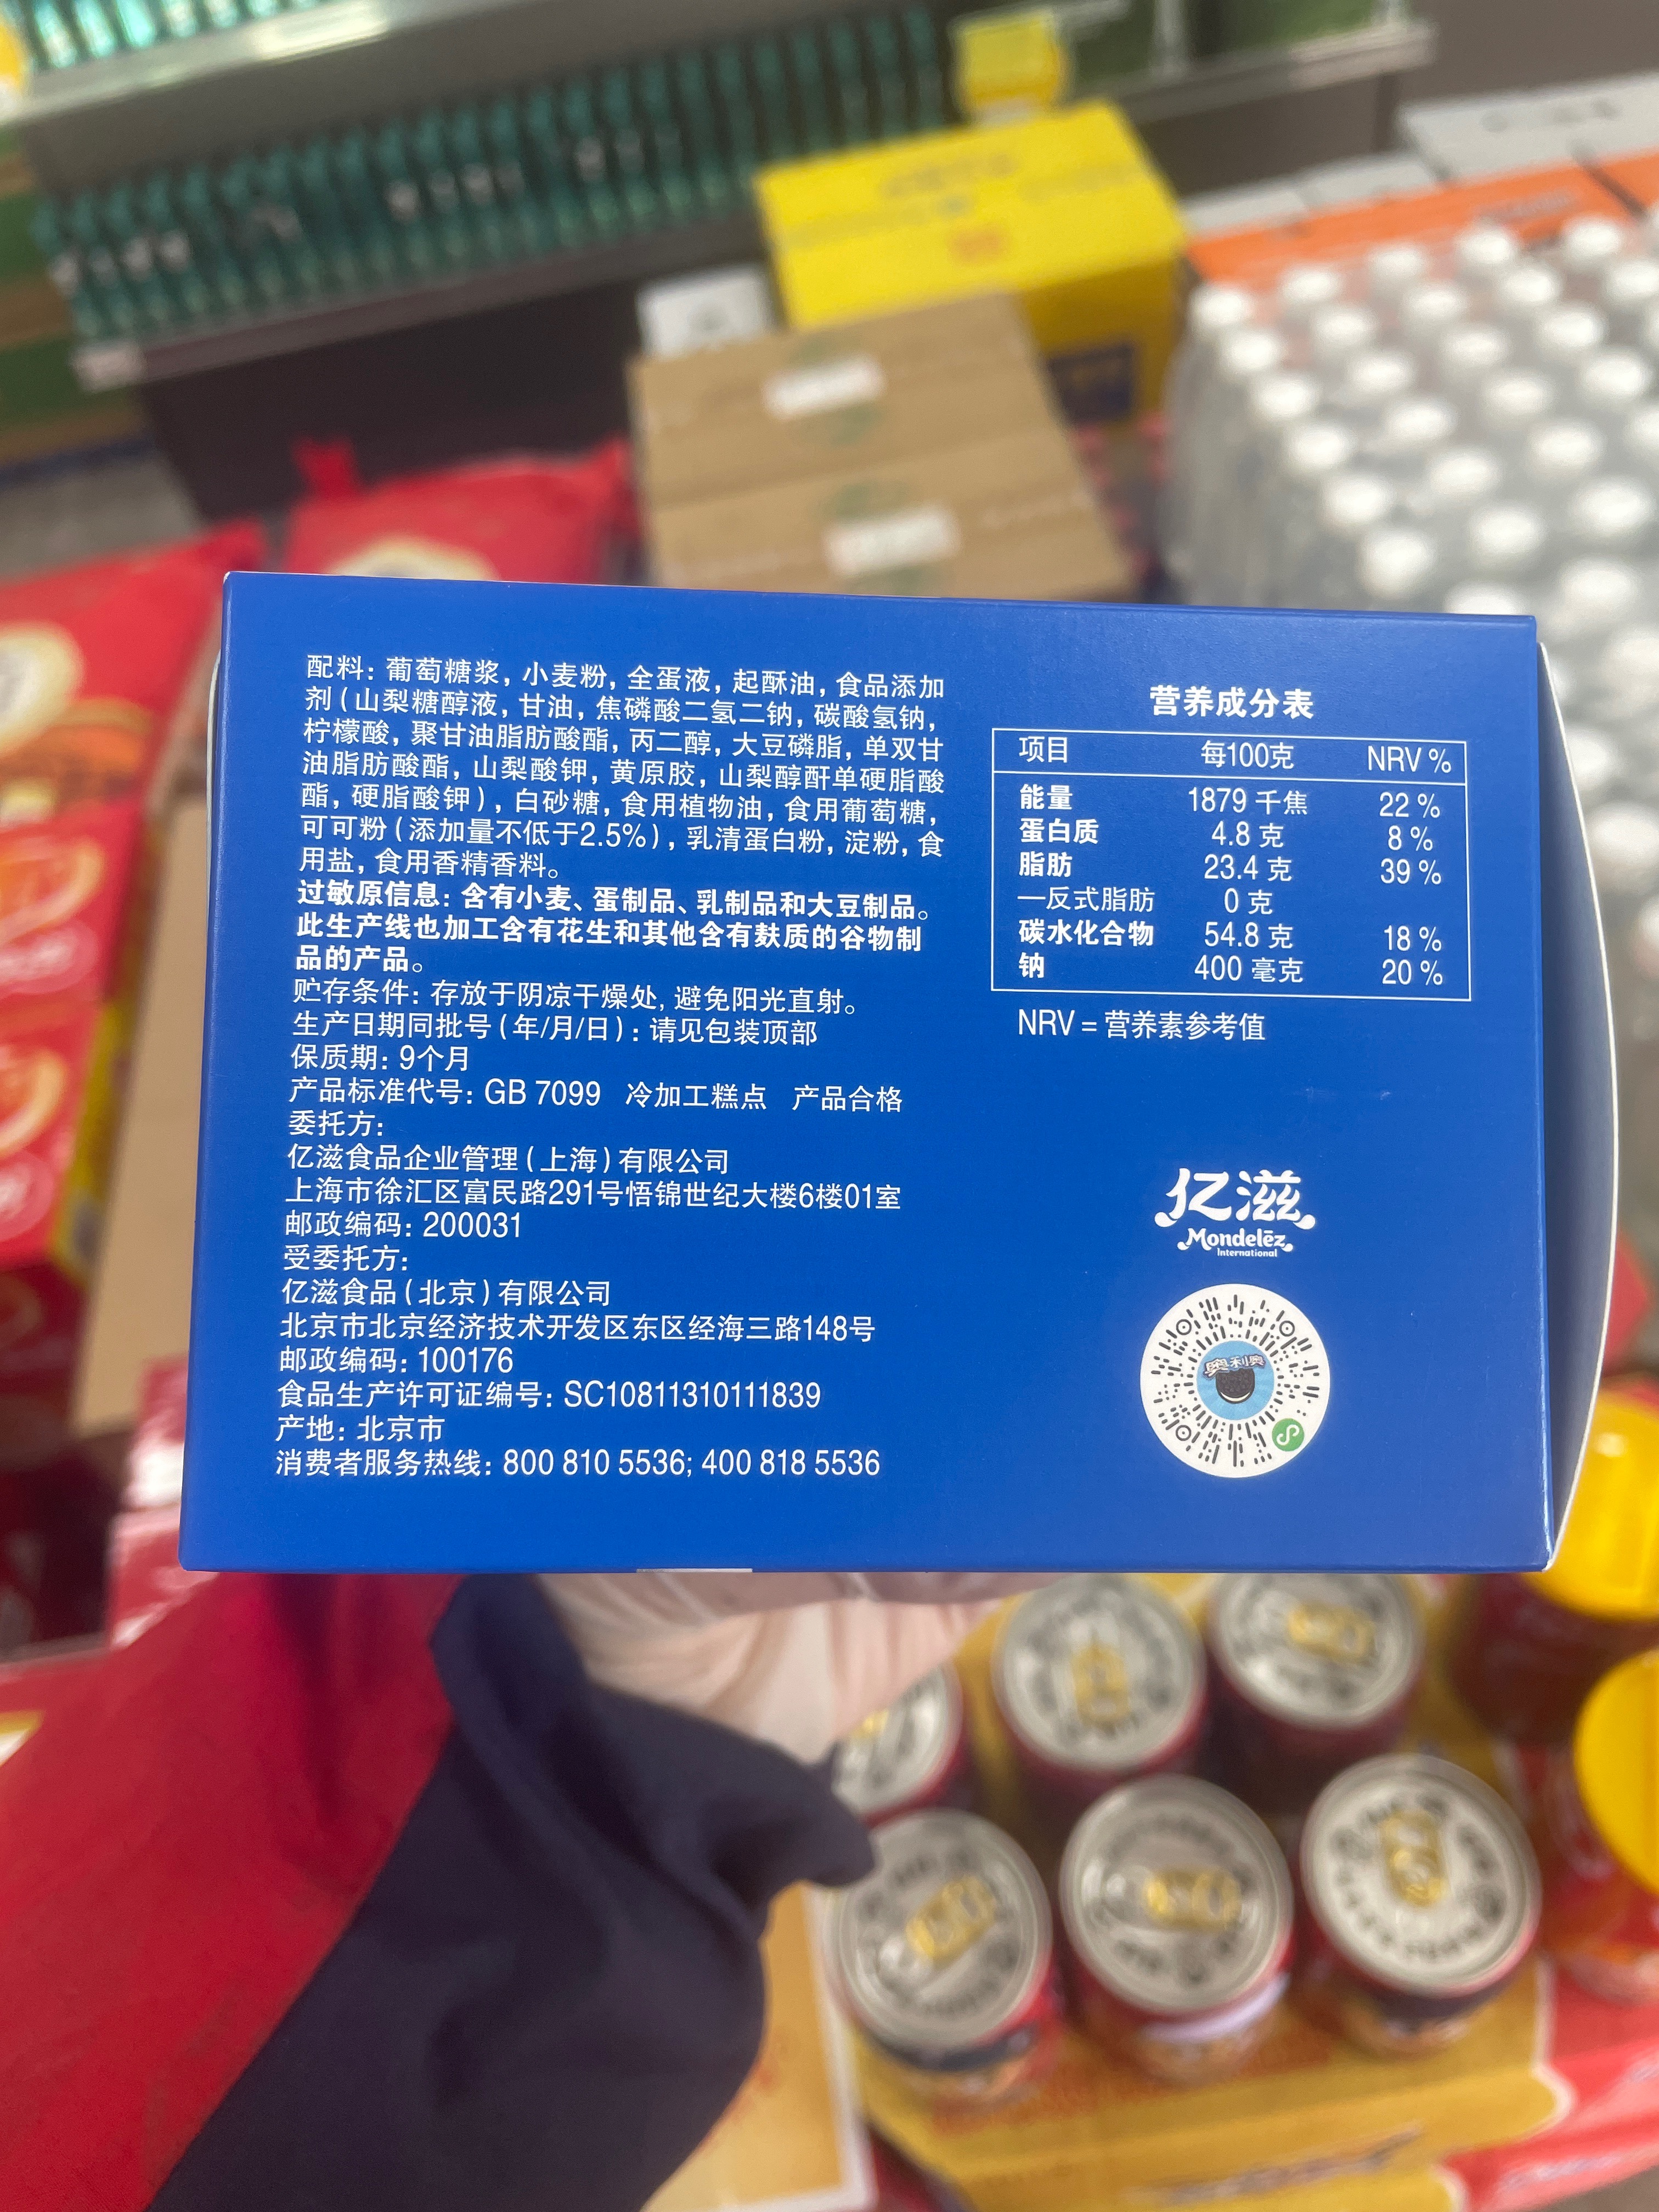 配料: 葡萄糖浆, 小麦粉, 全蛋液, 起酥油, 食品添加
剂 (山梨糖醇液, 甘油, 焦磷酸二氢二钠, 碳酸氢钠,
柠檬酸, 聚甘油脂肪酸酯, 丙二醇, 大豆磷脂, 单双甘
油脂肪酸酯, 山梨酸钾, 黄原胶, 山梨醇酐单硬脂酸
酯, 硬脂酸钾), 白砂糖, 食用植物油, 食用葡萄糖,
可可粉 (添加量不低于2.5%), 乳清蛋白粉, 淀粉, 食
用盐, 食用香精香料。
过敏原信息: 含有小麦、蛋制品、乳制品和大豆制品。
此生产线也加工含有花生和其他含有麸质的谷物制
品的产品。
贮存条件: 存放于阴凉干燥处, 避免阳光直射。
生产日期同批号 (年/月/日): 请见包装顶部
保质期: 9个月
产品标准代号: GB 7099 冷加工糕点 产品合格
委托方:
亿滋食品企业管理 (上海) 有限公司
上海市徐汇区富民路291号悟锦世纪大楼6楼01室
邮政编码: 200031
受委托方:
亿滋食品 (北京) 有限公司
北京市北京经济技术开发区东区经海三路148号
邮政编码: 100176
食品生产许可证编号: SC10811310111839
产地: 北京市
消费者服务热线: 800 810 5536; 400 818 5536
营养成分表
项目 每100克 NRV %
能量 1879 千焦 22 %
蛋白质 4.8 克 8 %
脂肪 23.4 克 39 %
—反式脂肪 0 克
碳水化合物 54.8 克 18 %
钠 400 毫克 20 %
NRV = 营养素参考值
亿滋
Mondelēz
International
奥利奥